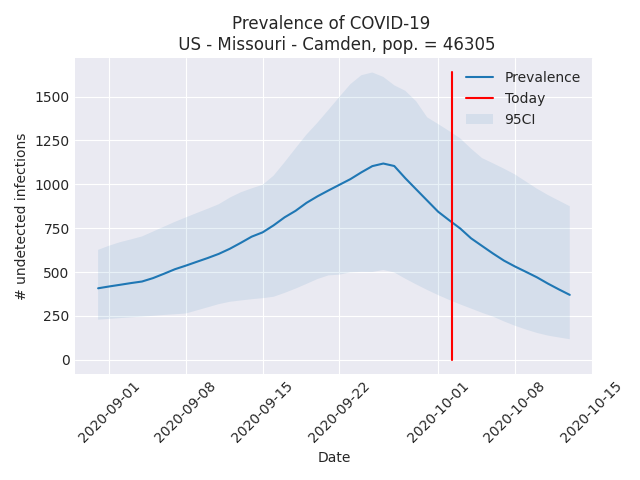 Prevalence of COVID-19
US - Missouri - Camden, pop. = 46305
Prevalence
Today
95CI
# undetected infections
1500
1250
1000
750
500
250
0
2020-09-01
2020-09-08
2020-09-15
2020-09-22
2020-10-01
2020-10-08
2020-10-15
Date